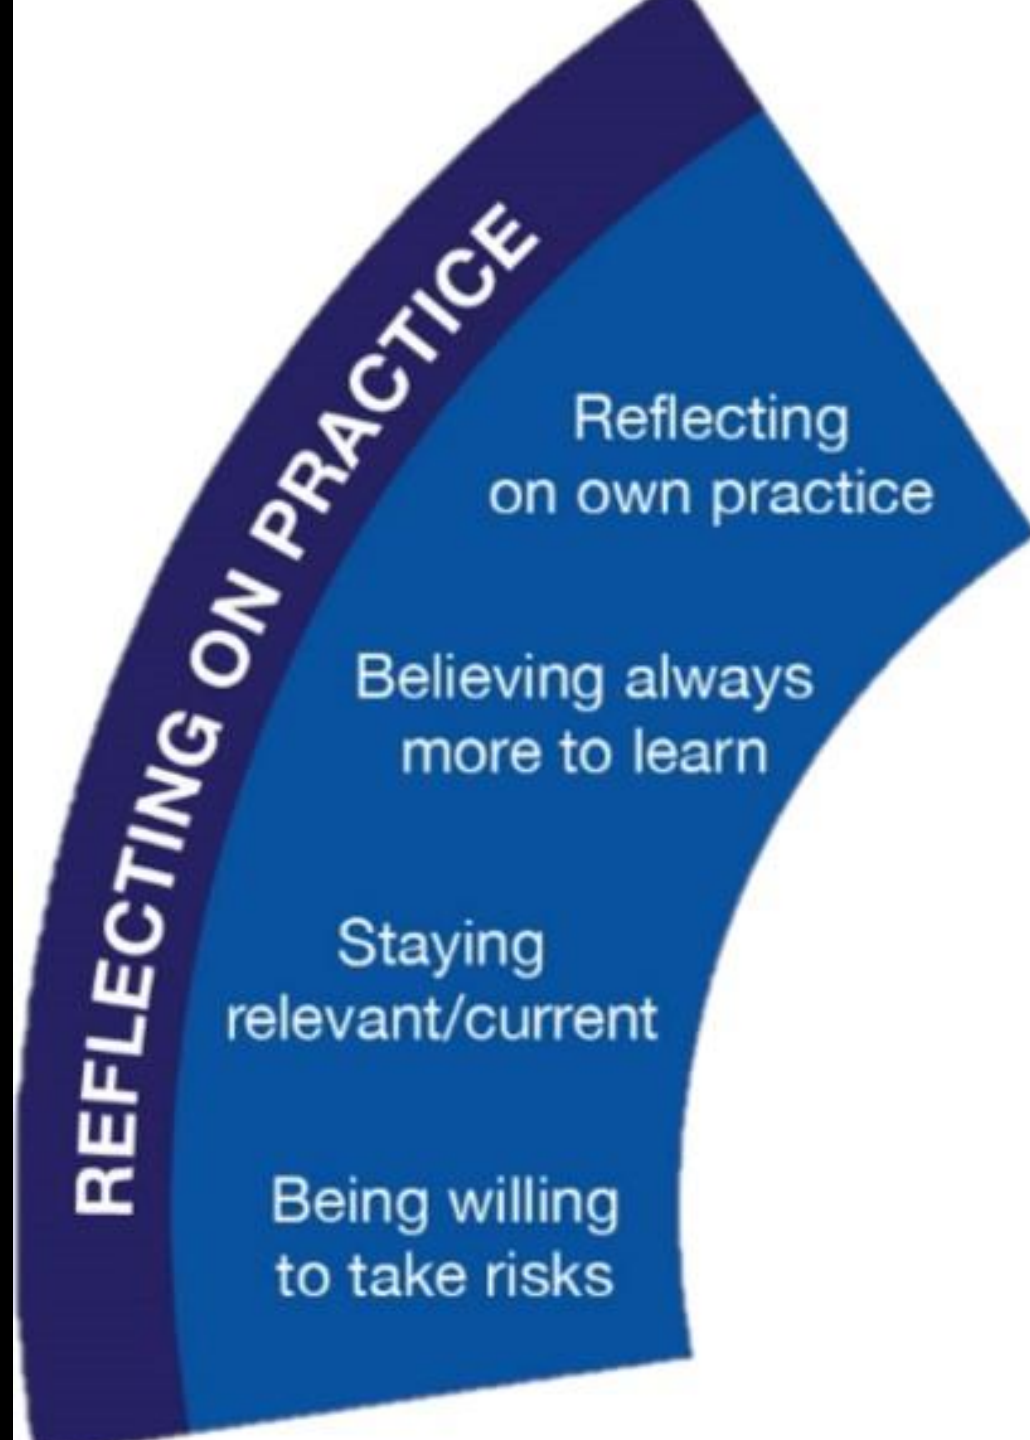 REFLECTING ON PRACTICE
Reflecting
on own practice
Believing always
more to learn
Staying
relevant/current
Being willing
to take risks